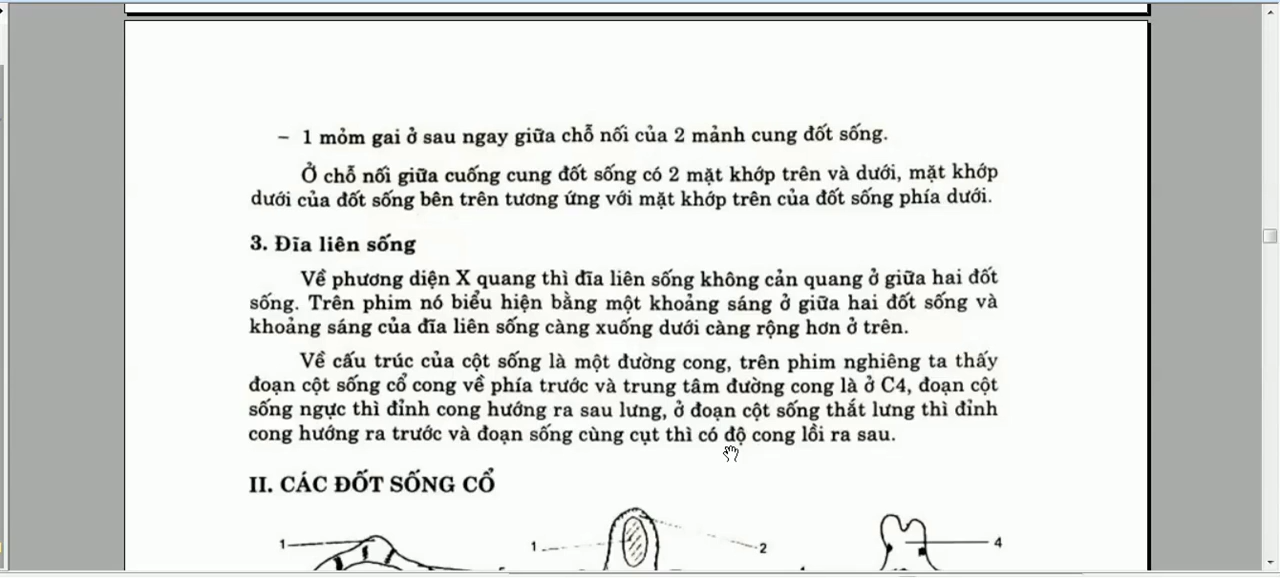 – 1 mỏm gai ở sau ngay giữa chỗ nối của 2 mảnh cung đốt sống.
Ở chỗ nối giữa cuống cung đốt sống có 2 mặt khớp trên và dưới, mặt khớp
dưới của đốt sống bên trên tương ứng với mặt khớp trên của đốt sống phía dưới.
3. Đĩa liên sống
Về phương diện X quang thì đĩa liên sống không cản quang ở giữa hai đốt
sống. Trên phim nó biểu hiện bằng một khoảng sáng ở giữa hai đốt sống và
khoảng sáng của đĩa liên sống càng xuống dưới càng rộng hơn ở trên.
Về cấu trúc của cột sống là một đường cong, trên phim nghiêng ta thấy
đoạn cột sống cổ cong về phía trước và trung tâm đường cong là ở C4, đoạn cột
sống ngực thì đỉnh cong hướng ra sau lưng, ở đoạn cột sống thắt lưng thì đỉnh
cong hướng ra trước và đoạn sống cùng cụt thì có độ cong lồi ra sau.
II. CÁC ĐỐT SỐNG CỔ
1 1 2 4